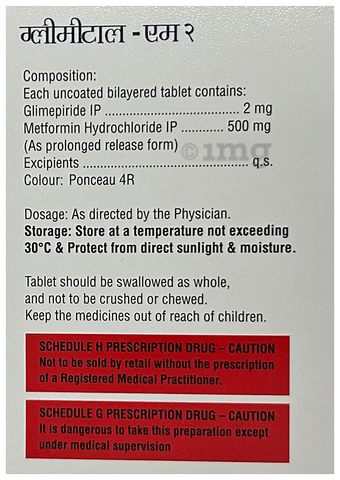 ग्लीमीटाल - एम २
Composition:
Each uncoated bilayered tablet contains:
Glimepiride IP ........................................ 2 mg
Metformin Hydrochloride IP ............ 500 mg
(As prolonged release form)
© 1mg
Excipients .................................................. q.s.
Colour: Ponceau 4R
Dosage: As directed by the Physician.
Storage: Store at a temperature not exceeding
30°C & Protect from direct sunlight & moisture.
Tablet should be swallowed as whole,
and not to be crushed or chewed.
Keep the medicines out of reach of children.
SCHEDULE H PRESCRIPTION DRUG – CAUTION
Not to be sold by retail without the prescription
of a Registered Medical Practitioner.
SCHEDULE G PRESCRIPTION DRUG – CAUTION
It is dangerous to take this preparation except
under medical supervision